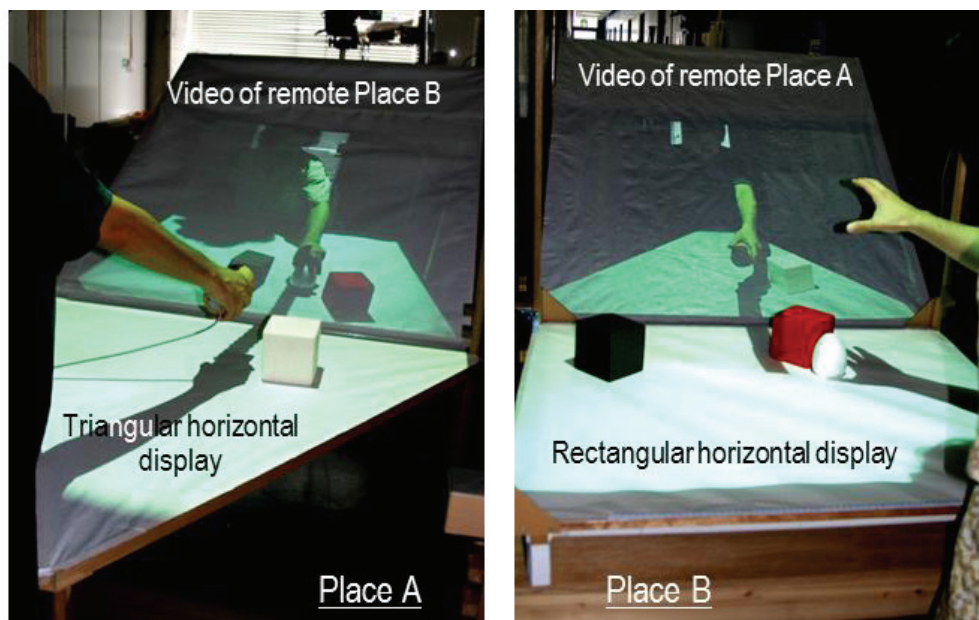 Video of remote Place B
Triangular horizontal
display
Place A
Video of remote Place A
Rectangular horizontal display
Place B